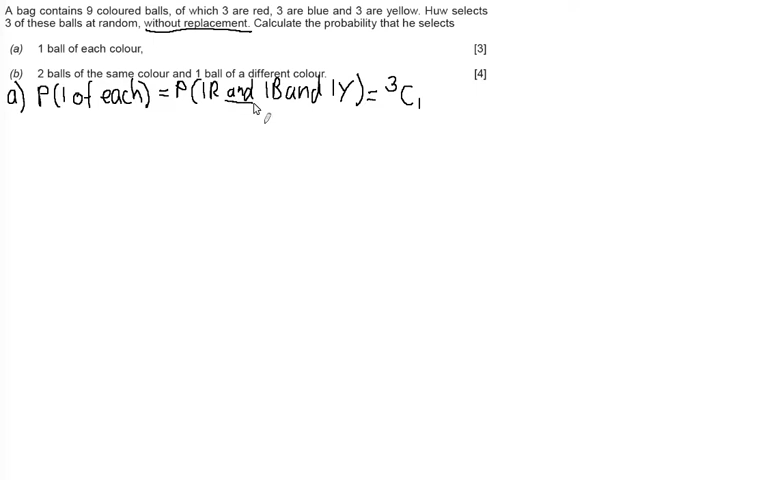 A bag contains 9 coloured balls, of which 3 are red, 3 are blue and 3 are yellow. Huw selects
3 of these balls at random, without replacement. Calculate the probability that he selects
(a) 1 ball of each colour, [3]
(b) 2 balls of the same colour and 1 ball of a different colour. [4]
a) P(1 of each) = P(1R and 1B and 1Y) = ³C₁